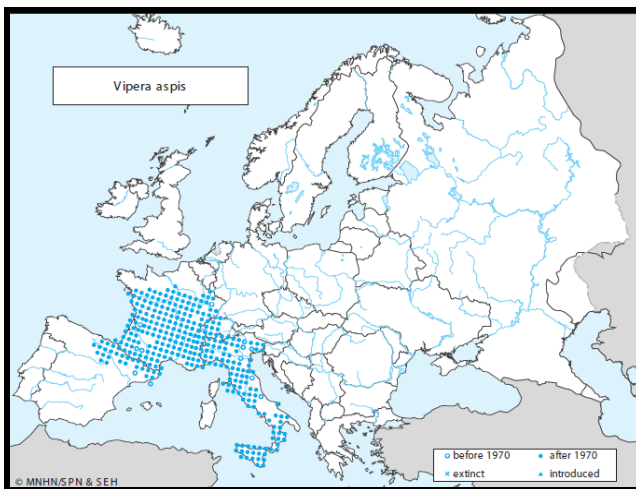 Vipera aspis
before 1970 after 1970
extinct introduced
© MNHN/SPN & SEH